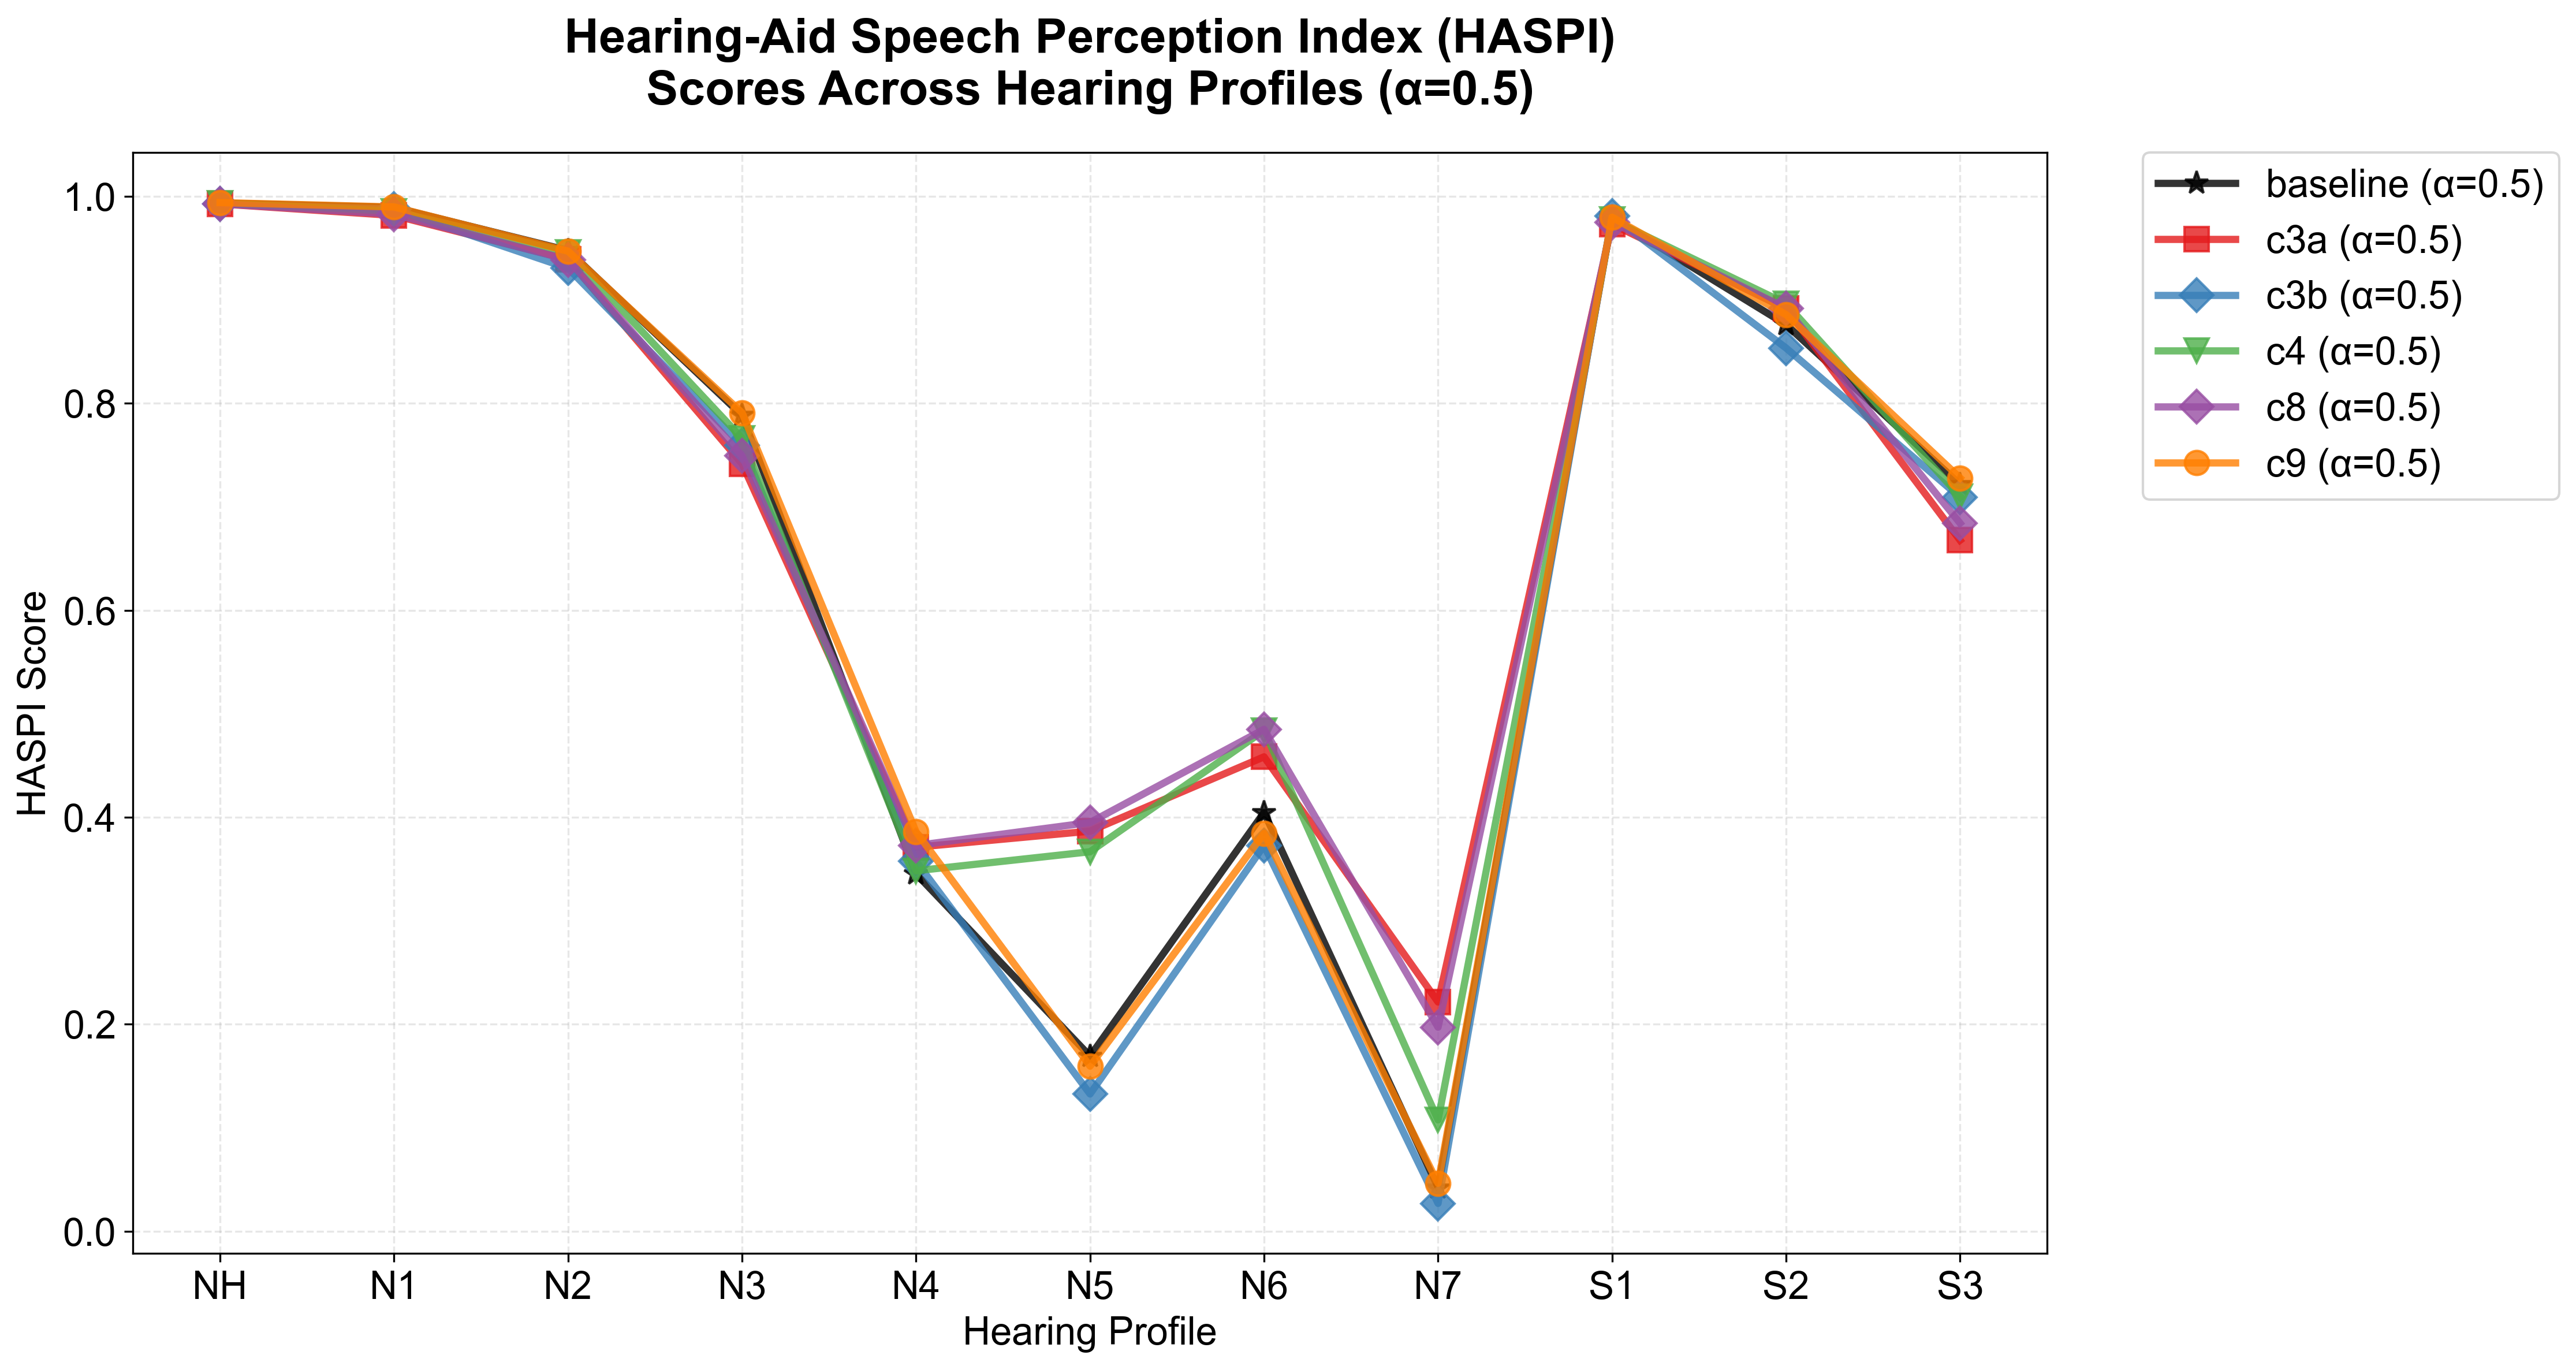 Hearing-Aid Speech Perception Index (HASPI)
Scores Across Hearing Profiles (α=0.5)
HASPI Score
1.0
0.8
0.6
0.4
0.2
0.0
NH N1 N2 N3 N4 N5 N6 N7 S1 S2 S3
Hearing Profile
baseline (α=0.5)
c3a (α=0.5)
c3b (α=0.5)
c4 (α=0.5)
c8 (α=0.5)
c9 (α=0.5)